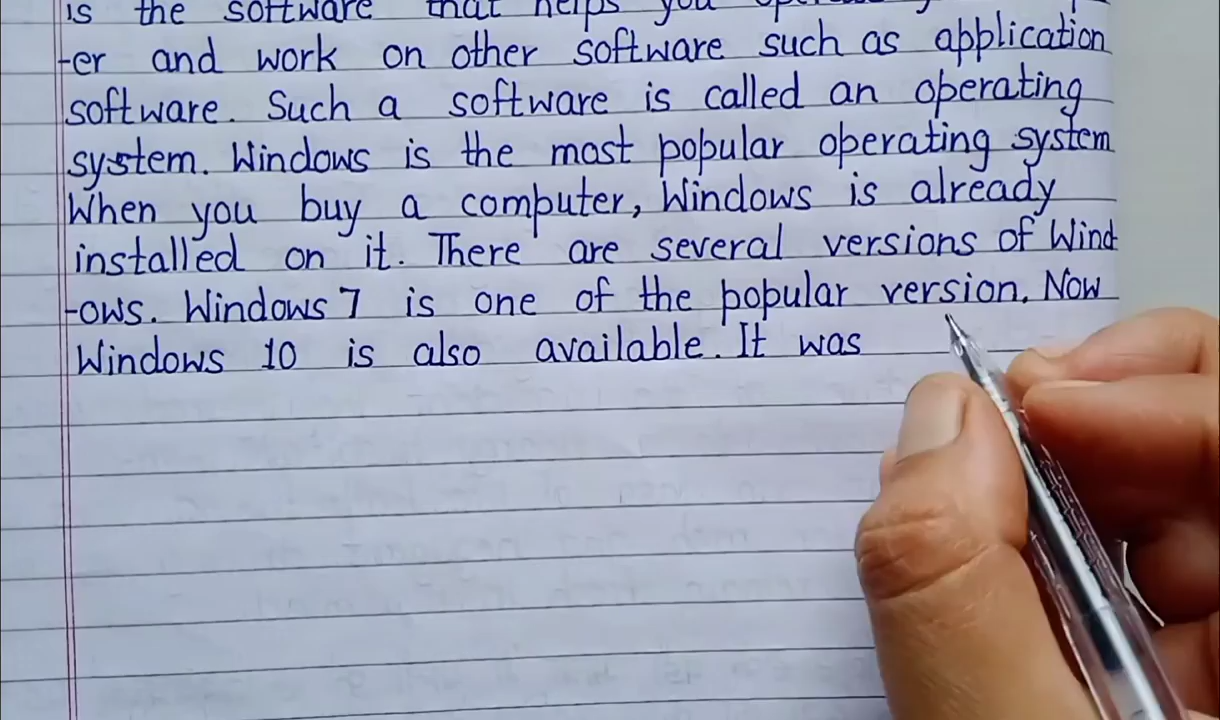 is the software that helps you
-er and work on other software such as application
software. Such a software is called an operating
system. Windows is the most popular operating system
When you buy a computer, Windows is already
installed on it. There are several versions of Wind
-ows. Windows 7 is one of the popular version. Now
Windows 10 is also available. It was